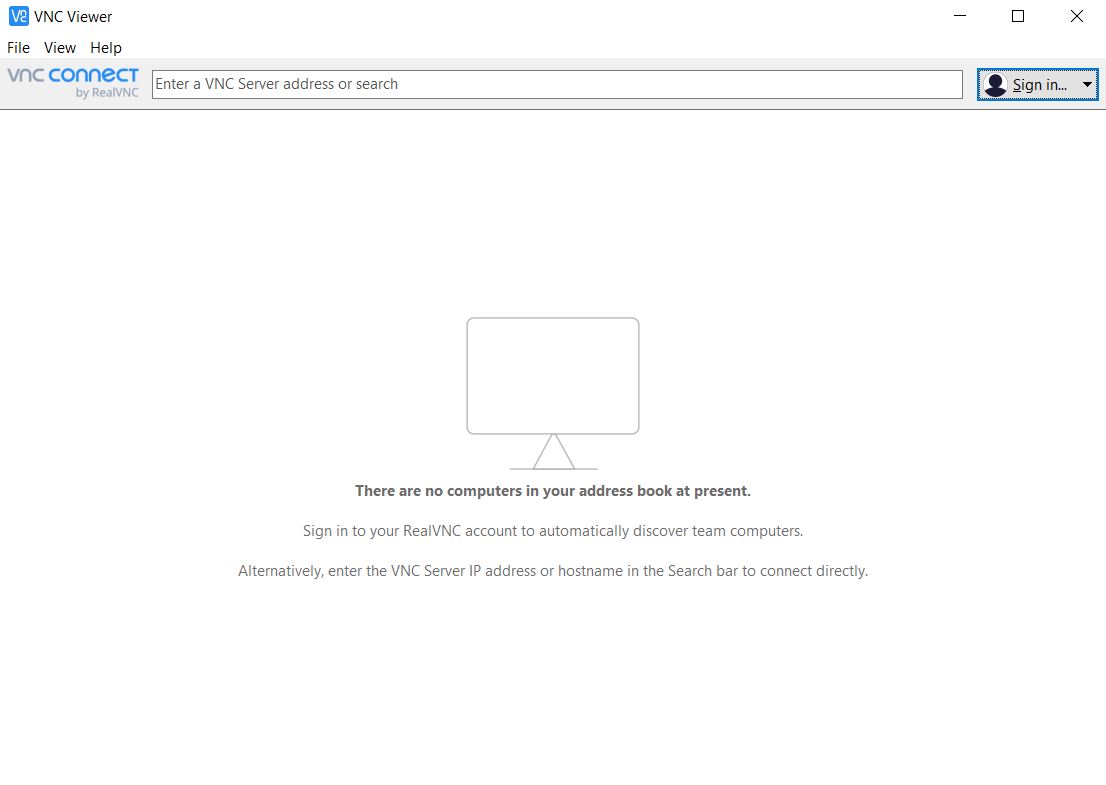 VNC Viewer
File View Help
vnc connect
by RealVNC
Enter a VNC Server address or search
Sign in...
There are no computers in your address book at present.
Sign in to your RealVNC account to automatically discover team computers.
Alternatively, enter the VNC Server IP address or hostname in the Search bar to connect directly.